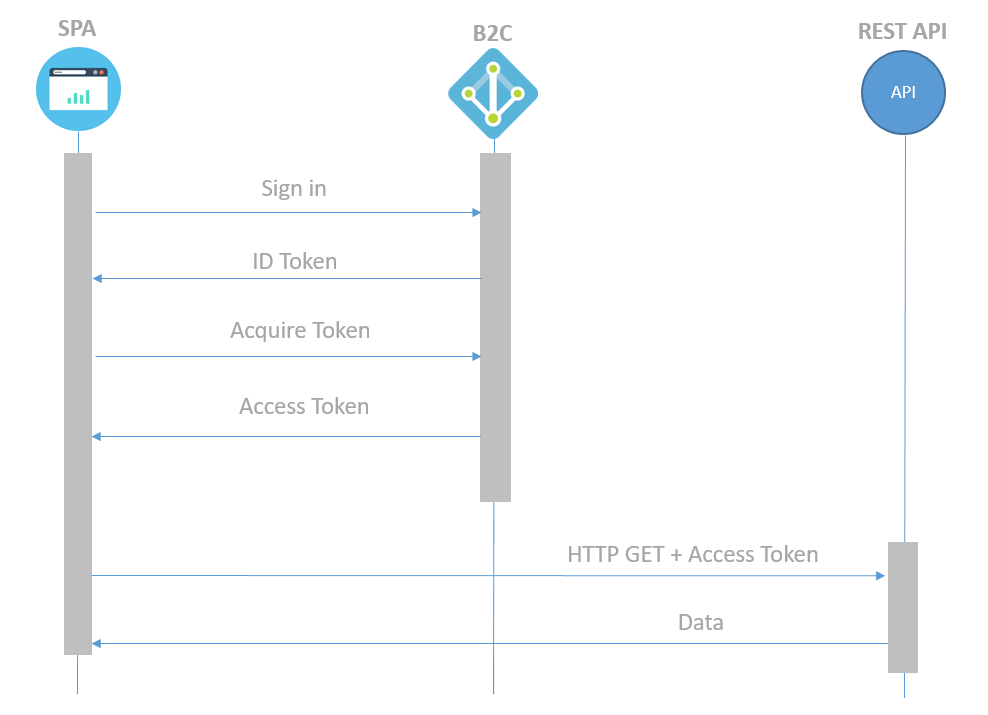 SPA
B2C
REST API
API
Sign in
ID Token
Acquire Token
Access Token
HTTP GET + Access Token
Data